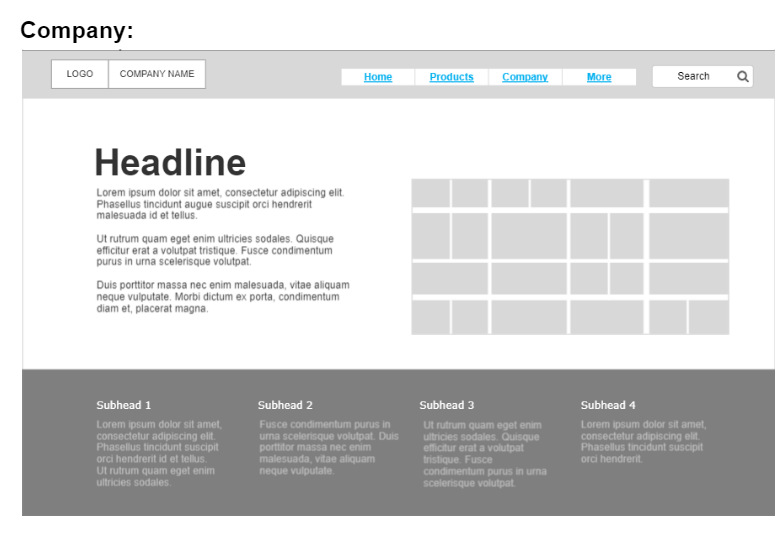 Company:
LOGO
COMPANY NAME
Home
Products
Company
More
Search
Headline
Lorem ipsum dolor sit amet, consectetur adipiscing elit.
Phasellus tincidunt augue suscipit orci hendrerit
malesuada id et tellus.
Ut rutrum quam eget enim ultricies sodales. Quisque
efficitur erat a volutpat tristique. Fusce condimentum
purus in urna scelerisque volutpat.
Duis porttitor massa nec enim malesuada, vitae aliquam
neque vulputate. Morbi dictum ex porta, condimentum
diam et, placerat magna.
Subhead 1
Lorem ipsum dolor sit amet,
consectetur adipiscing elit.
Phasellus tincidunt suscipit
orci hendrerit id et tellus.
Ut rutrum quam eget enim
ultricies sodales.
Subhead 2
Fusce condimentum purus in
urna scelerisque volutpat. Duis
porttitor massa nec enim
malesuada, vitae aliquam
neque vulputate.
Subhead 3
Ut rutrum quam eget enim
ultricies sodales. Quisque
efficitur erat a volutpat
tristique. Fusce
condimentum purus in urna
scelerisque volutpat.
Subhead 4
Lorem ipsum dolor sit amet,
consectetur adipiscing elit.
Phasellus tincidunt suscipit
orci hendrerit.